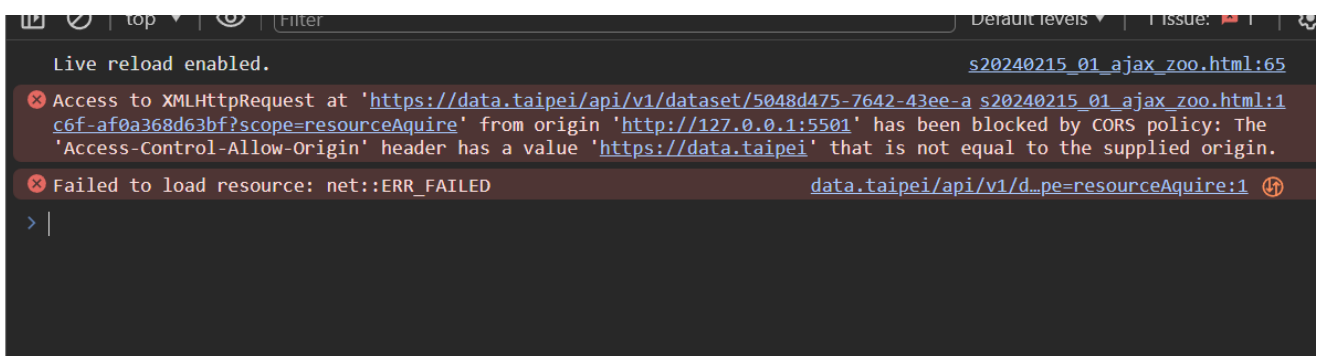 top Filter Default levels 1 Issue: 1
Live reload enabled. s20240215_01_ajax_zoo.html:65
Access to XMLHttpRequest at 'https://data.taipei/api/v1/dataset/5048d475-7642-43ee-a s20240215_01_ajax_zoo.html:1
c6f-af0a368d63bf?scope=resourceAquire' from origin 'http://127.0.0.1:5501' has been blocked by CORS policy: The
'Access-Control-Allow-Origin' header has a value 'https://data.taipei' that is not equal to the supplied origin.
Failed to load resource: net::ERR_FAILED data.taipei/api/v1/d…pe=resourceAquire:1
>